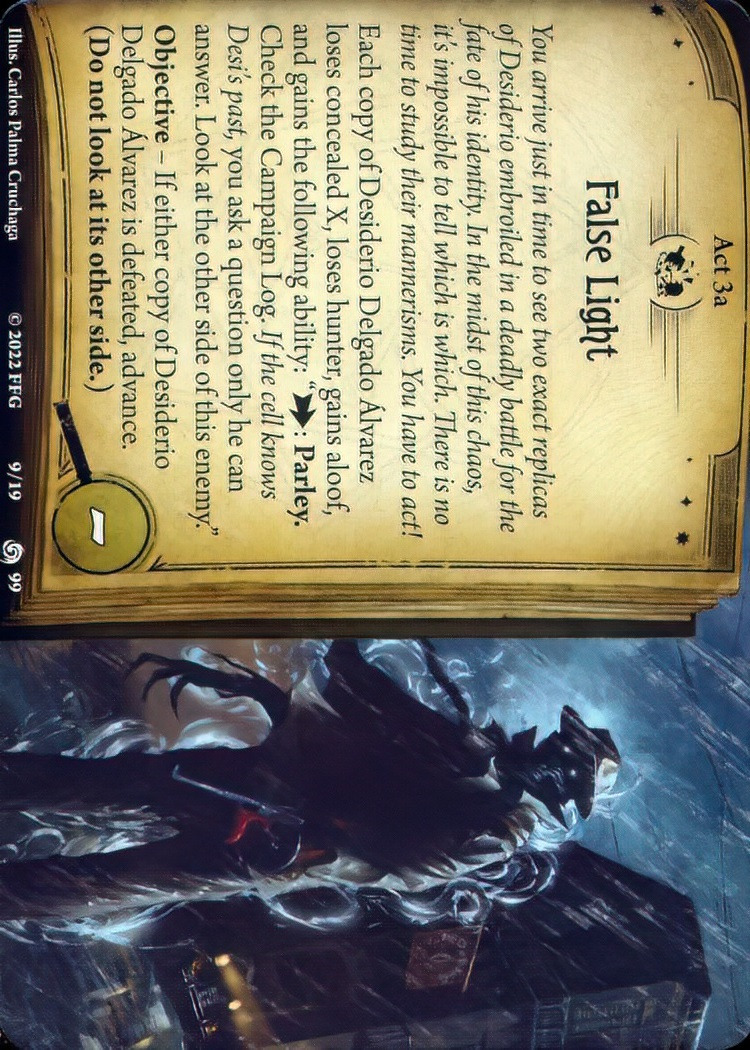 Act 3a
False Light
You arrive just in time to see two exact replicas
of Desiderio embroiled in a deadly battle for the
fate of his identity. In the midst of this chaos,
it's impossible to tell which is which. There is no
time to study their mannerisms. You have to act!
Each copy of Desiderio Delgado Álvarez
loses concealed X, loses hunter, gains aloof,
and gains the following ability: “ : Parley.
Check the Campaign Log. If the cell knows
Desi's past, you ask a question only he can
answer. Look at the other side of this enemy.”
Objective – If either copy of Desiderio
Delgado Álvarez is defeated, advance.
(Do not look at its other side.)
–
Illus. Carlos Palma Cruchaga © 2022 FFG 9/19 99